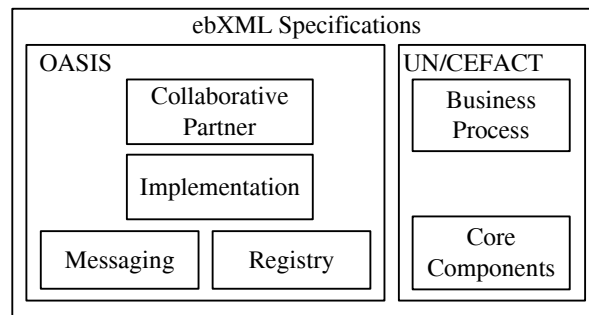 ebXML Specifications
OASIS
Collaborative
Partner
Implementation
Messaging
Registry
UN/CEFACT
Business
Process
Core
Components